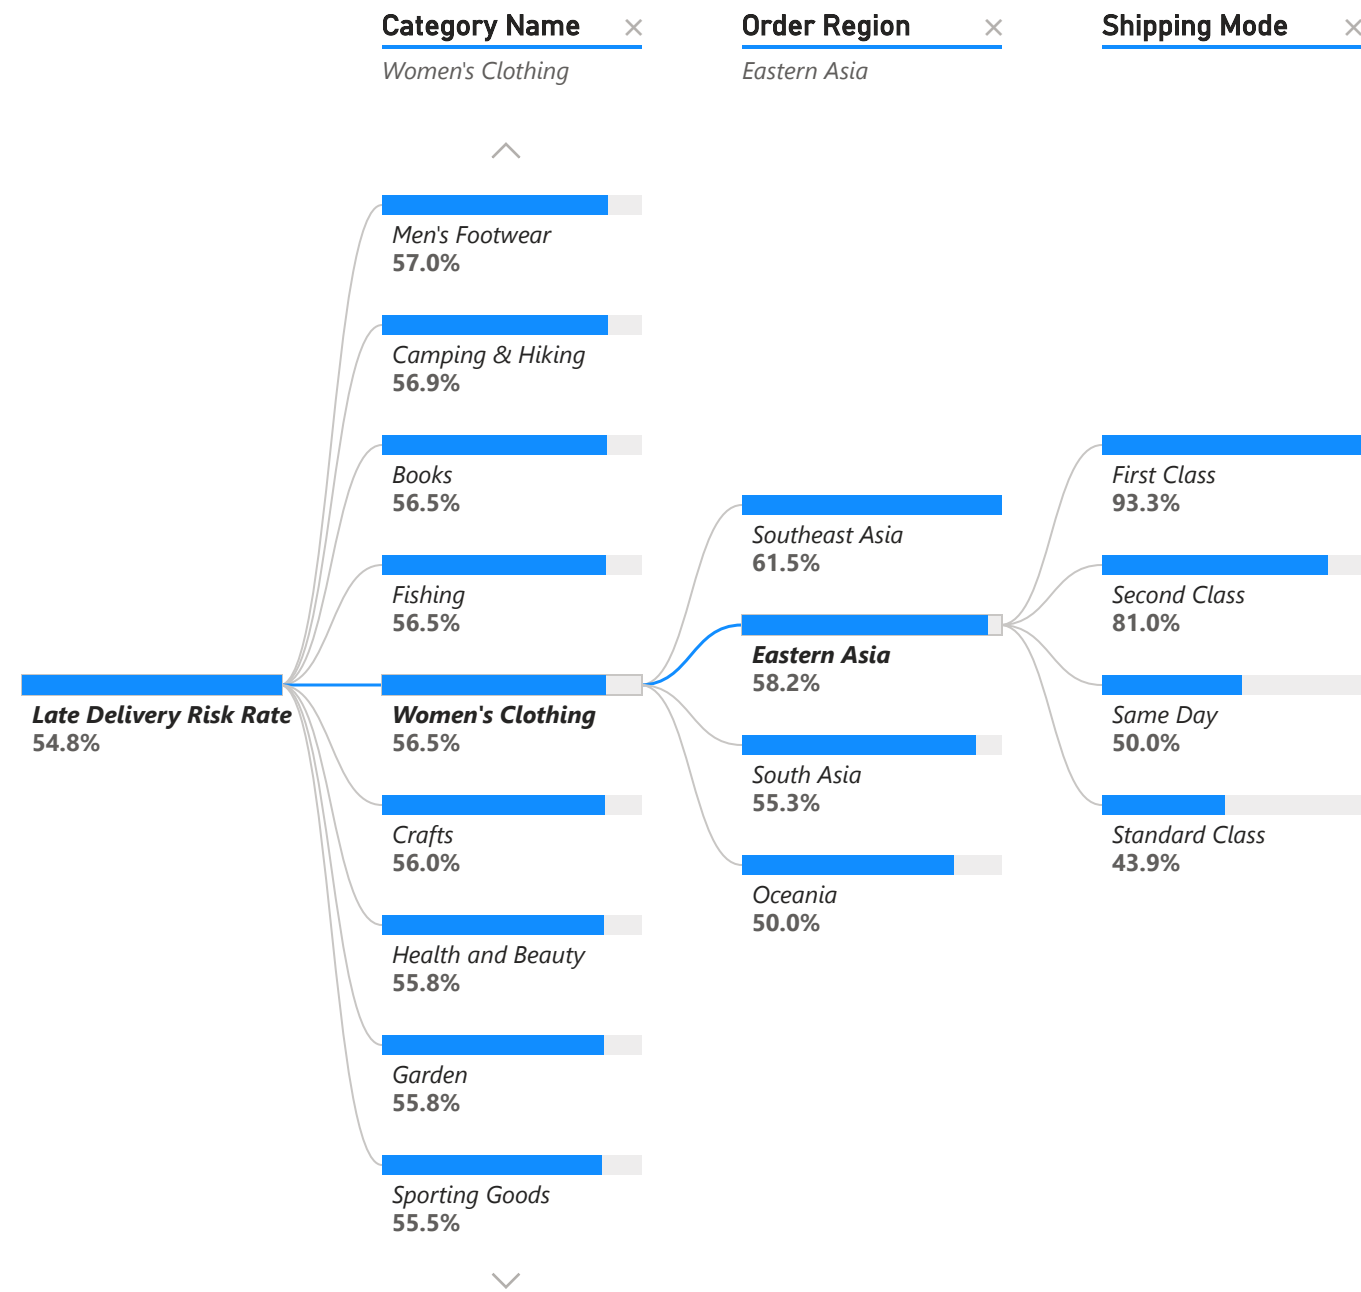 Category Name
Women's Clothing
Order Region
Eastern Asia
Shipping Mode
Late Delivery Risk Rate
54.8%
Men's Footwear
57.0%
Camping & Hiking
56.9%
Books
56.5%
Fishing
56.5%
Women's Clothing
56.5%
Crafts
56.0%
Health and Beauty
55.8%
Garden
55.8%
Sporting Goods
55.5%
Southeast Asia
61.5%
Eastern Asia
58.2%
South Asia
55.3%
Oceania
50.0%
First Class
93.3%
Second Class
81.0%
Same Day
50.0%
Standard Class
43.9%